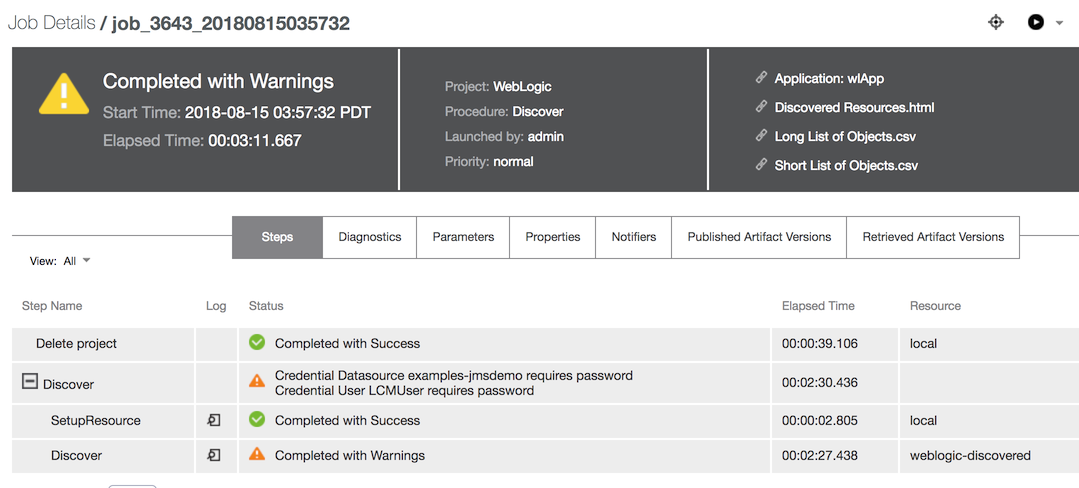 Job Details / job_3643_20180815035732
Completed with Warnings
Start Time: 2018-08-15 03:57:32 PDT
Elapsed Time: 00:03:11.667
Project: WebLogic
Procedure: Discover
Launched by: admin
Priority: normal
Application: wlApp
Discovered Resources.html
Long List of Objects.csv
Short List of Objects.csv
Steps Diagnostics Parameters Properties Notifiers Published Artifact Versions Retrieved Artifact Versions
View: All
Step Name Log Status Elapsed Time Resource
Delete project Completed with Success 00:00:39.106 local
Discover Credential Datasource examples-jmsdemo requires password 00:02:30.436
Credential User LCMUser requires password
SetupResource Completed with Success 00:00:02.805 local
Discover Completed with Warnings 00:02:27.438 weblogic-discovered